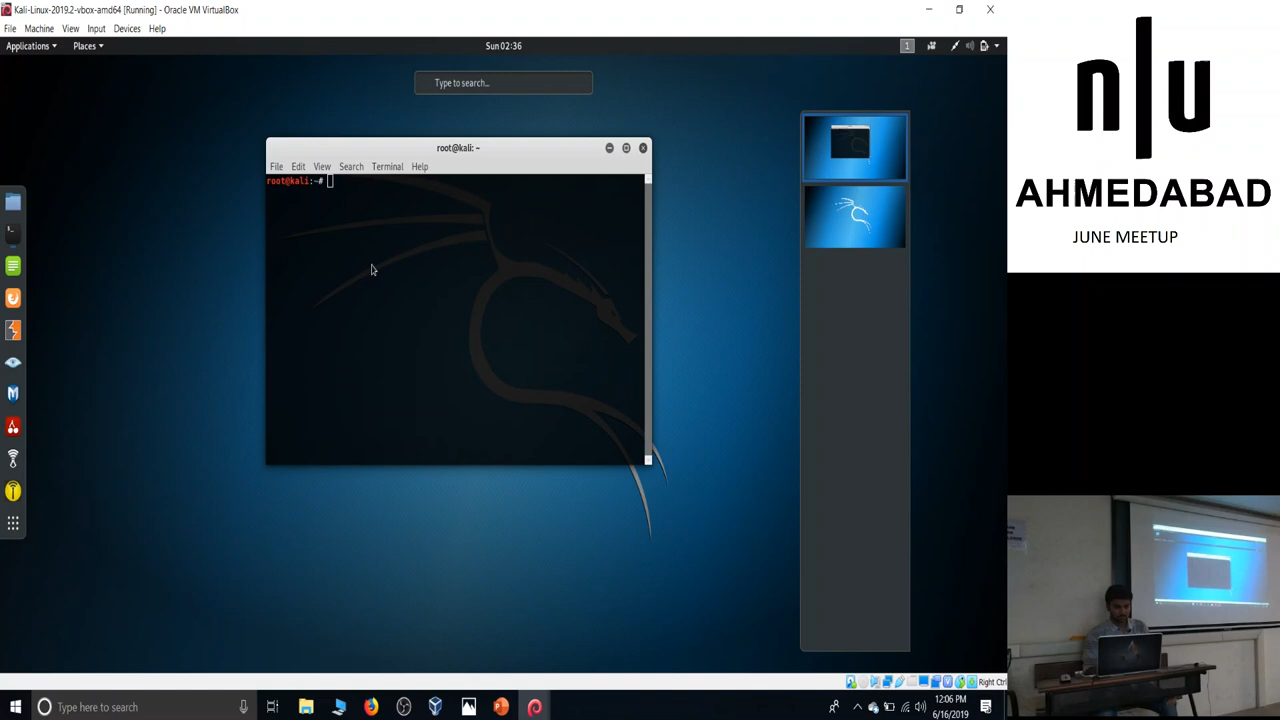 Kali-Linux-2019.2-vbox-amd64 [Running] - Oracle VM VirtualBox
File Machine View Input Devices Help
Applications Places Sun 02:36 1
Type to search...
root@kali: ~
File Edit View Search Terminal Help
root@kali:~#
Right Ctrl
Type here to search
12:06 PM
6/16/2019
n|u
AHMEDABAD
JUNE MEETUP